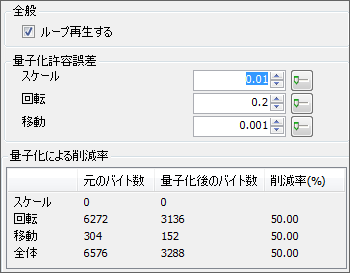 全般
ループ再生する
量子化許容誤差
スケール 0.01
回転 0.2
移動 0.001
量子化による削減率
元のバイト数 量子化後のバイト数 削減率(%)
スケール 0 0
回転 6272 3136 50.00
移動 304 152 50.00
全体 6576 3288 50.00